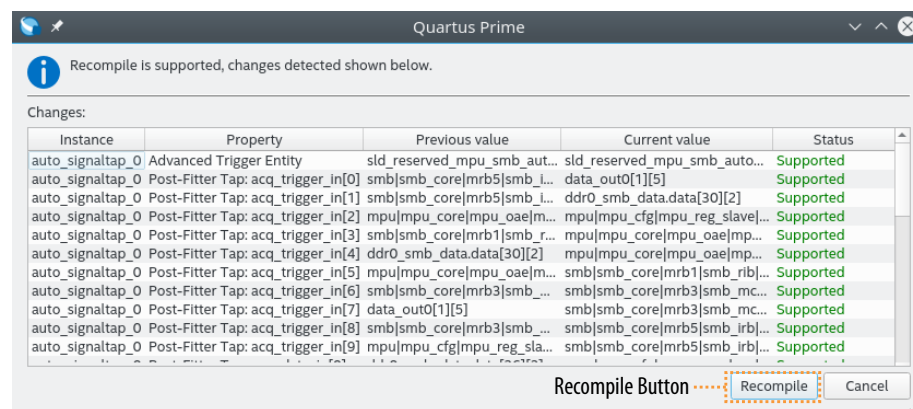 Quartus Prime
Recompile is supported, changes detected shown below.
Changes:
Instance Property Previous value Current value Status
auto_signaltap_0 Advanced Trigger Entity sld_reserved_mpu_smb_aut... sld_reserved_mpu_smb_auto... Supported
auto_signaltap_0 Post-Fitter Tap: acq_trigger_in[0] smb|smb_core|mrb5|smb_i... data_out0[1][5] Supported
auto_signaltap_0 Post-Fitter Tap: acq_trigger_in[1] smb|smb_core|mrb5|smb_i... ddr0_smb_data.data[30][2] Supported
auto_signaltap_0 Post-Fitter Tap: acq_trigger_in[2] mpu|mpu_core|mpu_oae|m... mpu|mpu_cfg|mpu_reg_slave|... Supported
auto_signaltap_0 Post-Fitter Tap: acq_trigger_in[3] smb|smb_core|mrb1|smb_r... mpu|mpu_core|mpu_oae|mp... Supported
auto_signaltap_0 Post-Fitter Tap: acq_trigger_in[4] ddr0_smb_data.data[30][2] mpu|mpu_core|mpu_oae|mp... Supported
auto_signaltap_0 Post-Fitter Tap: acq_trigger_in[5] mpu|mpu_core|mpu_oae|m... smb|smb_core|mrb1|smb_rib|... Supported
auto_signaltap_0 Post-Fitter Tap: acq_trigger_in[6] smb|smb_core|mrb3|smb_... smb|smb_core|mrb3|smb_mc... Supported
auto_signaltap_0 Post-Fitter Tap: acq_trigger_in[7] data_out0[1][5] smb|smb_core|mrb3|smb_mc... Supported
auto_signaltap_0 Post-Fitter Tap: acq_trigger_in[8] smb|smb_core|mrb3|smb_... smb|smb_core|mrb5|smb_irb|... Supported
auto_signaltap_0 Post-Fitter Tap: acq_trigger_in[9] mpu|mpu_cfg|mpu_reg_sla... smb|smb_core|mrb5|smb_irb|... Supported
Recompile Button Recompile Cancel